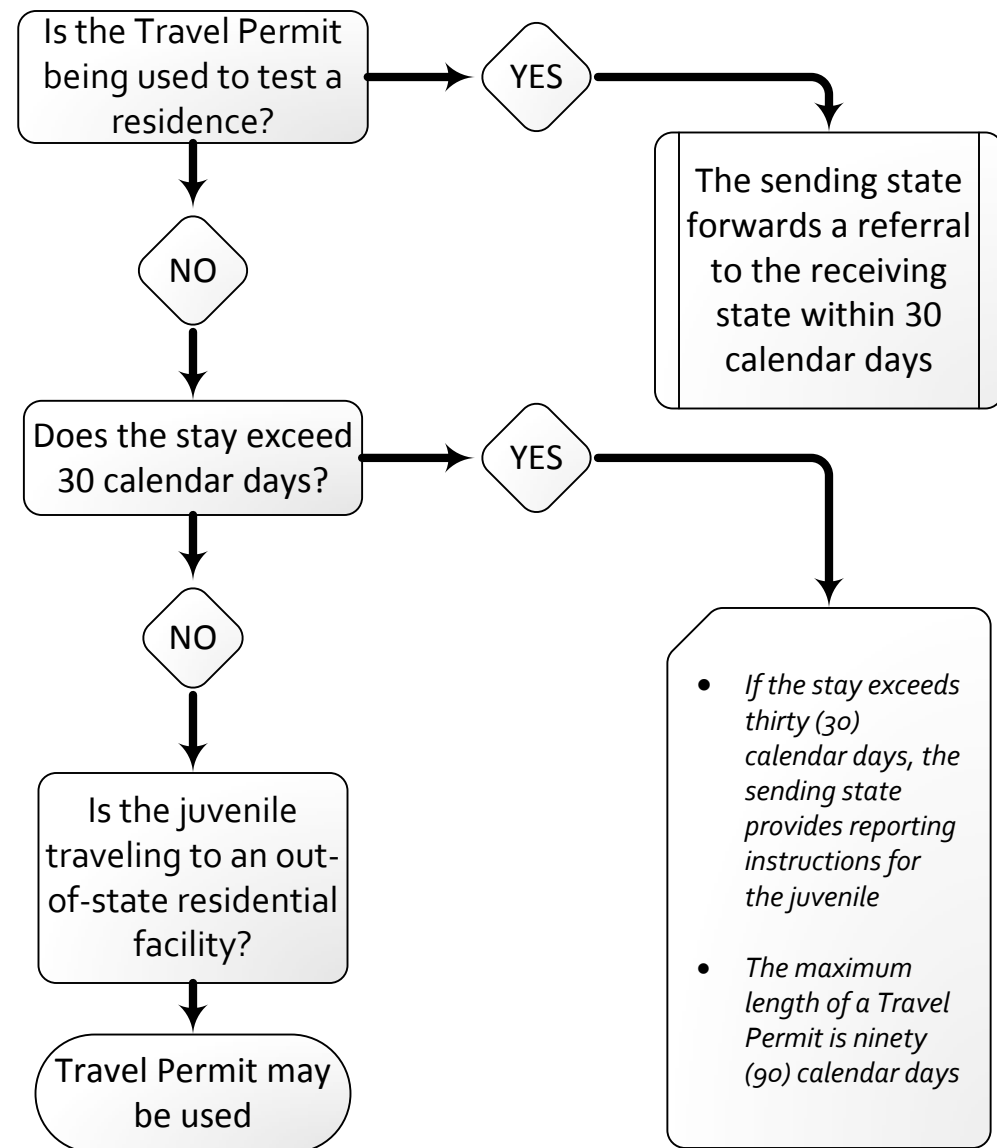 Is the Travel Permit
being used to test a
residence?
YES
The sending state
forwards a referral
to the receiving
state within 30
calendar days
NO
Does the stay exceed
30 calendar days?
YES
• If the stay exceeds
thirty (30)
calendar days, the
sending state
provides reporting
instructions for
the juvenile
• The maximum
length of a Travel
Permit is ninety
(90) calendar days
NO
Is the juvenile
traveling to an out-
of-state residential
facility?
Travel Permit may
be used